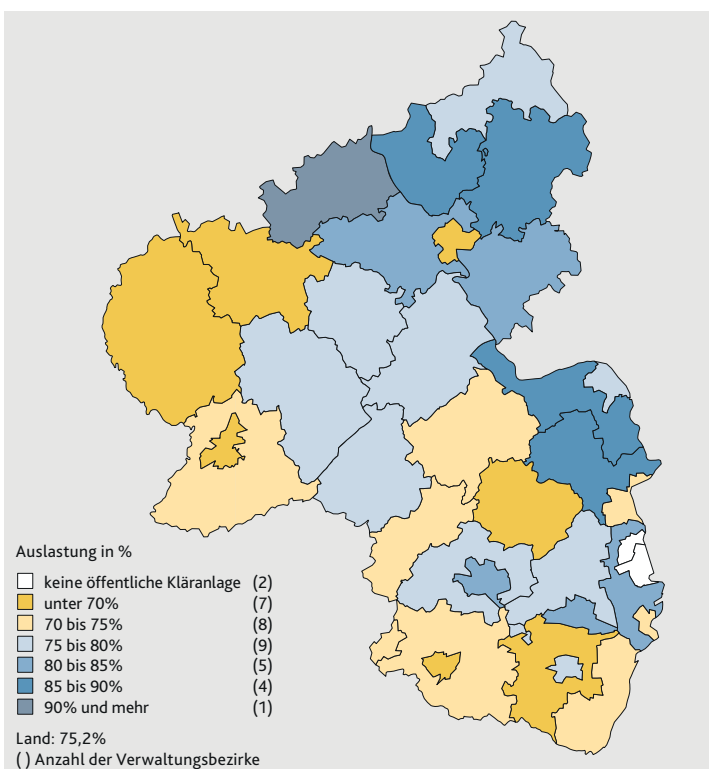 Auslastung in %
keine öffentliche Kläranlage (2)
unter 70% (7)
70 bis 75% (8)
75 bis 80% (9)
80 bis 85% (5)
85 bis 90% (4)
90% und mehr (1)
Land: 75,2%
( ) Anzahl der Verwaltungsbezirke